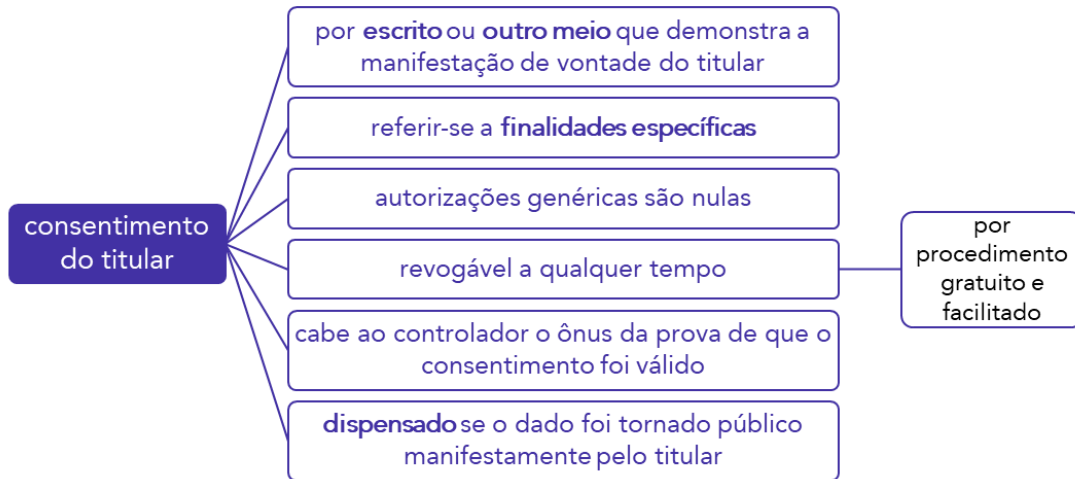 por escrito ou outro meio que demonstra a
manifestação de vontade do titular
referir-se a finalidades específicas
autorizações genéricas são nulas
consentimento
do titular
revogável a qualquer tempo
por
procedimento
gratuito e
facilitado
cabe ao controlador o ônus da prova de que o
consentimento foi válido
dispensado se o dado foi tornado público
manifestamente pelo titular